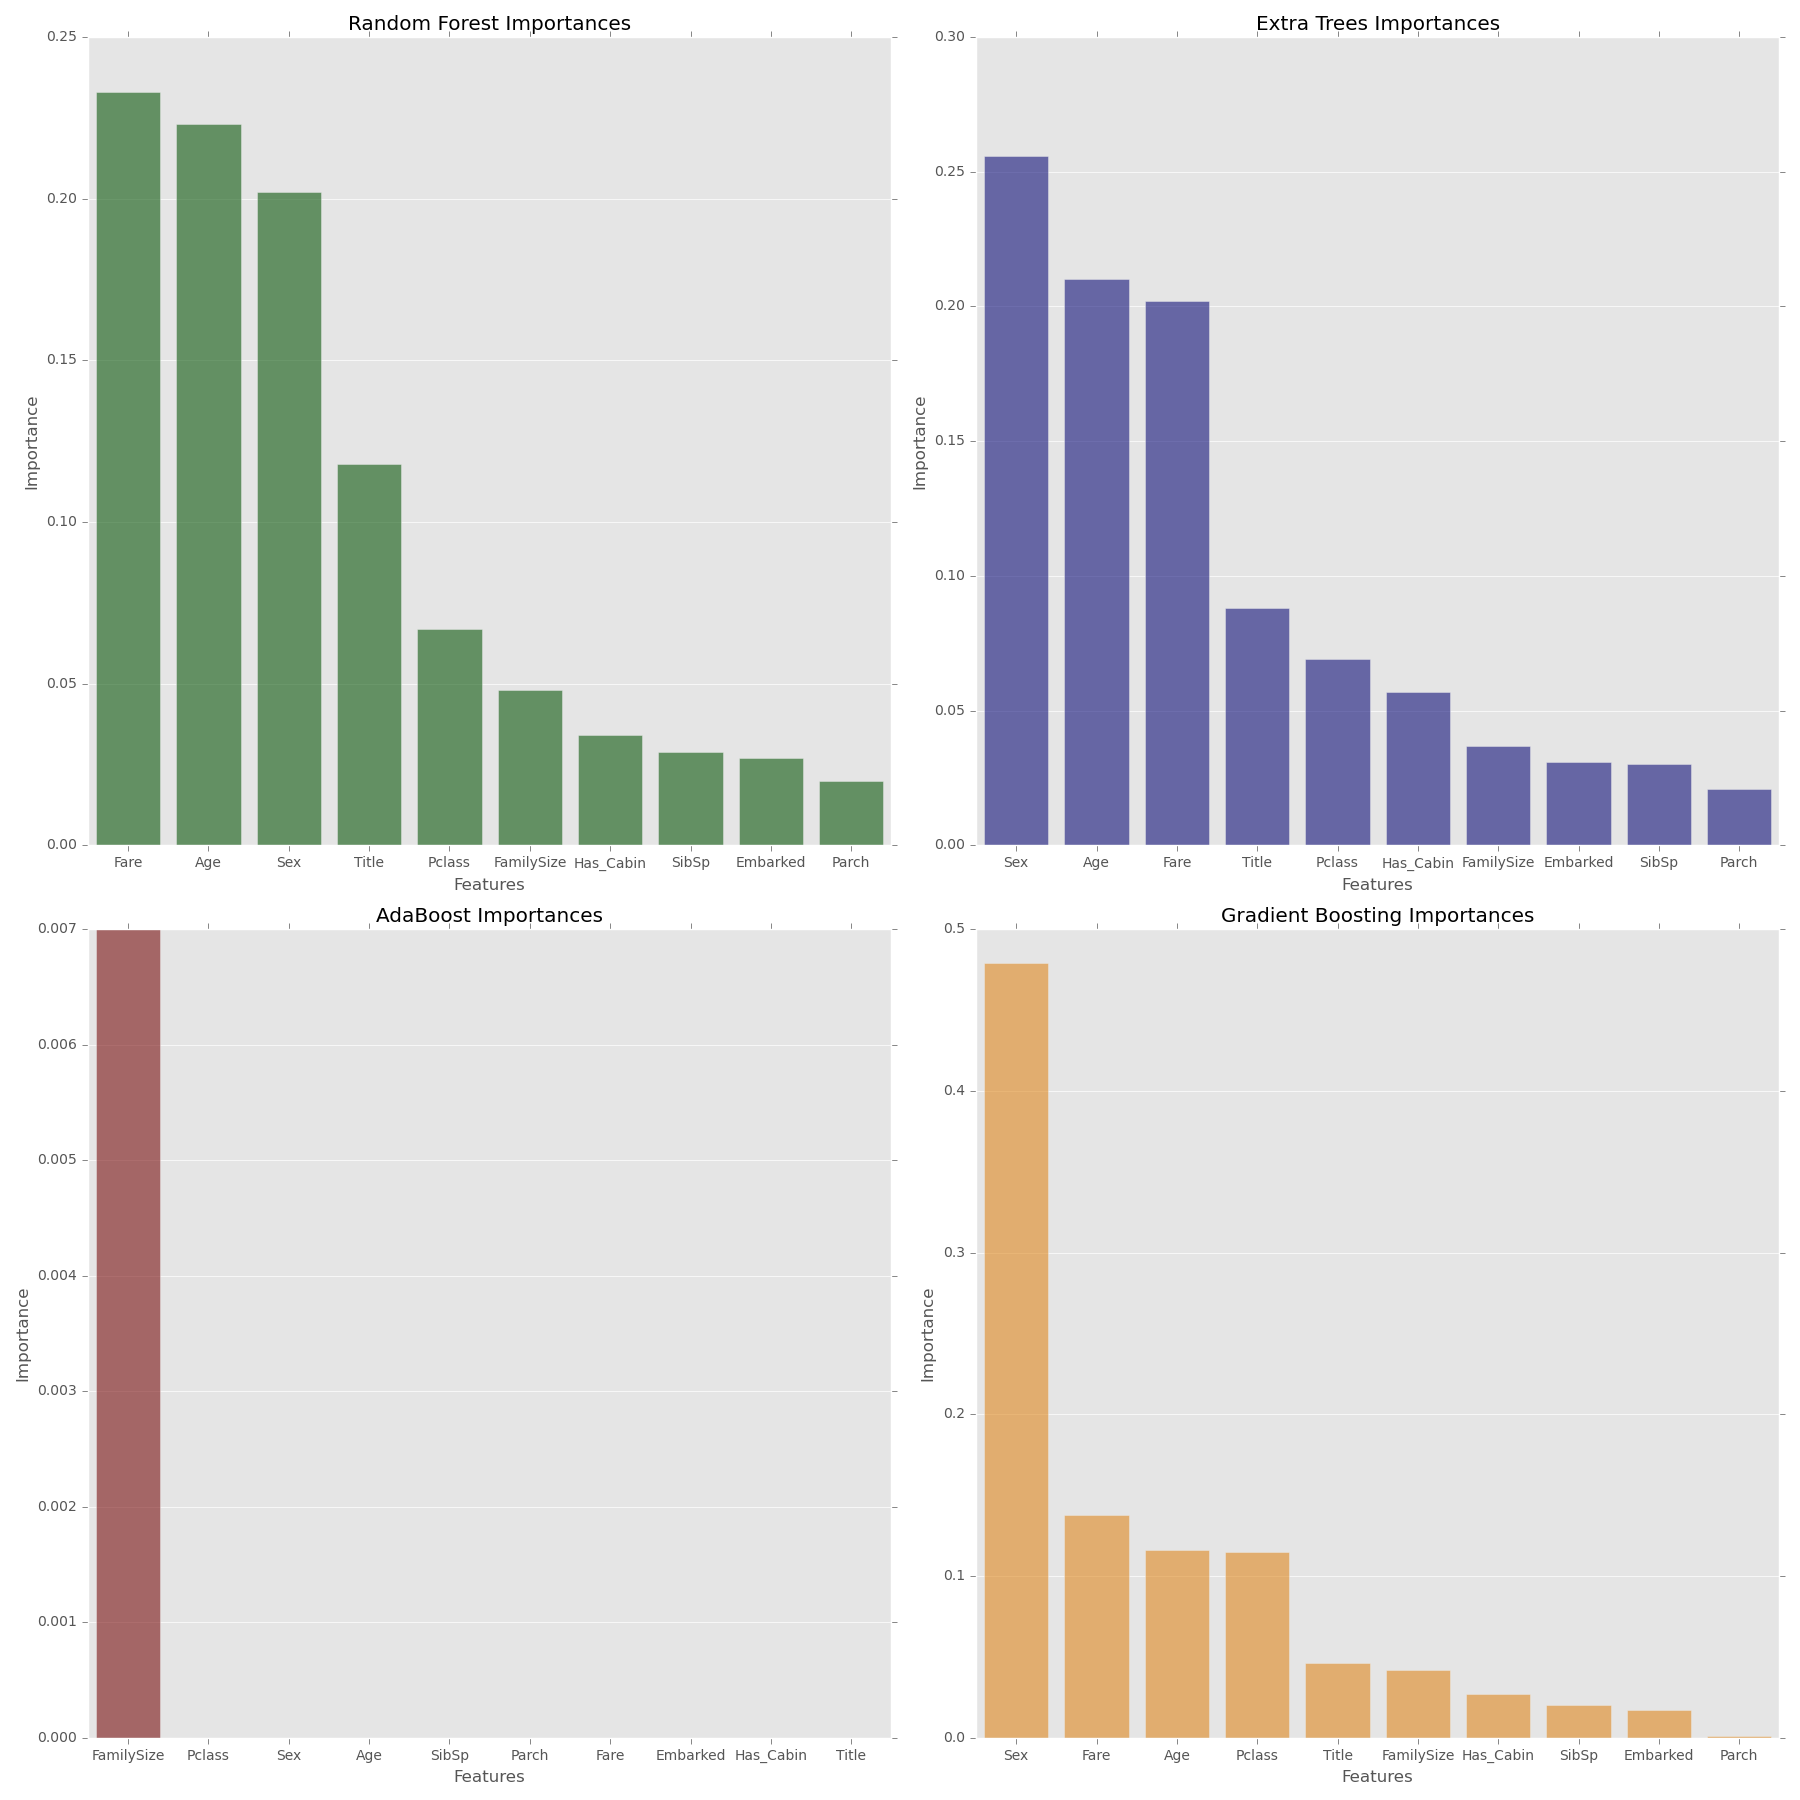 Random Forest Importances
0.25
0.20
0.15
0.10
0.05
0.00
Importance
Fare Age Sex Title Pclass FamilySize Has_Cabin SibSp Embarked Parch
Features
Extra Trees Importances
0.30
0.25
0.20
0.15
0.10
0.05
0.00
Importance
Sex Age Fare Title Pclass Has_Cabin FamilySize Embarked SibSp Parch
Features
AdaBoost Importances
0.007
0.006
0.005
0.004
0.003
0.002
0.001
0.000
Importance
FamilySize Pclass Sex Age SibSp Parch Fare Embarked Has_Cabin Title
Features
Gradient Boosting Importances
0.5
0.4
0.3
0.2
0.1
0.0
Importance
Sex Fare Age Pclass Title FamilySize Has_Cabin SibSp Embarked Parch
Features